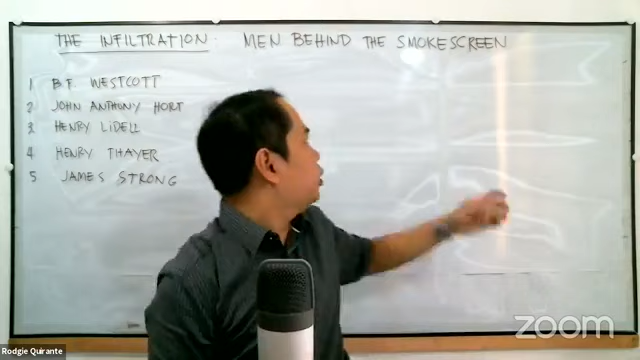 THE INFILTRATION: MEN BEHIND THE SMOKESCREEN
1 B.F. WESTCOTT
2 JOHN ANTHONY HORT
3 HENRY LIDELL
4 HENRY THAYER
5 JAMES STRONG
zoom
Rodgie Quirante